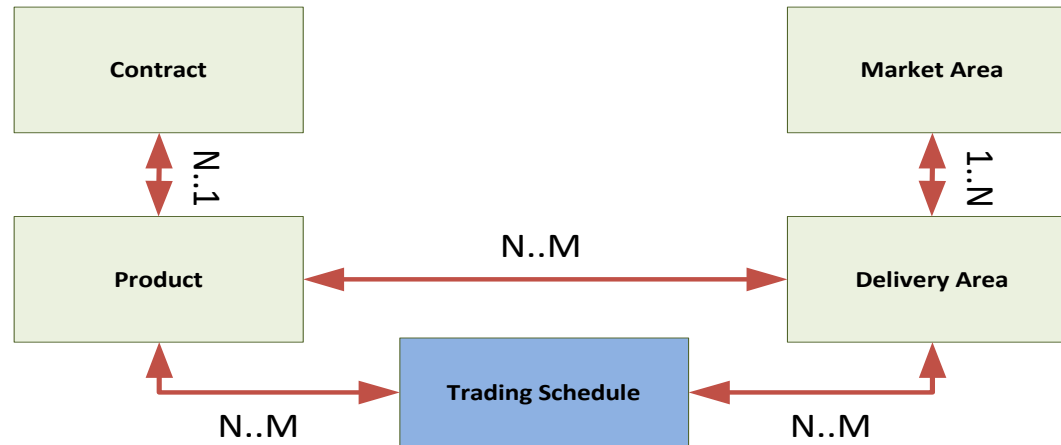 Contract
Market Area
N..1
1..N
N..M
Product
Delivery Area
Trading Schedule
N..M
N..M